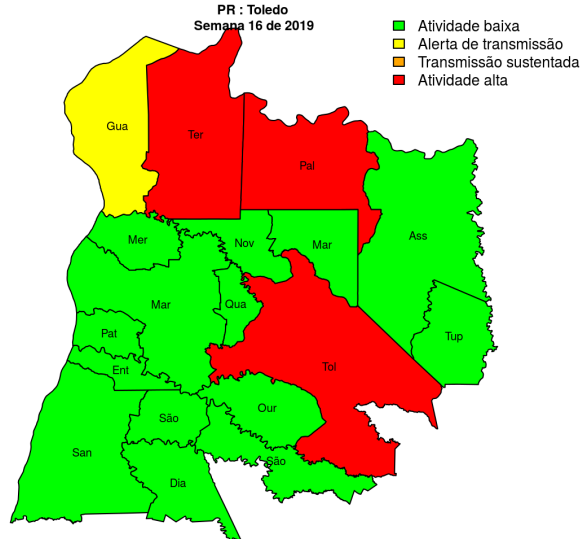 PR : Toledo
Semana 16 de 2019
Atividade baixa
Alerta de transmissão
Transmissão sustentada
Atividade alta
Gua
Ter
Pal
Ass
Mer
Nov
Mar
Mar
Qua
Pat
Tup
Ent
Tol
Our
São
San
São
Dia